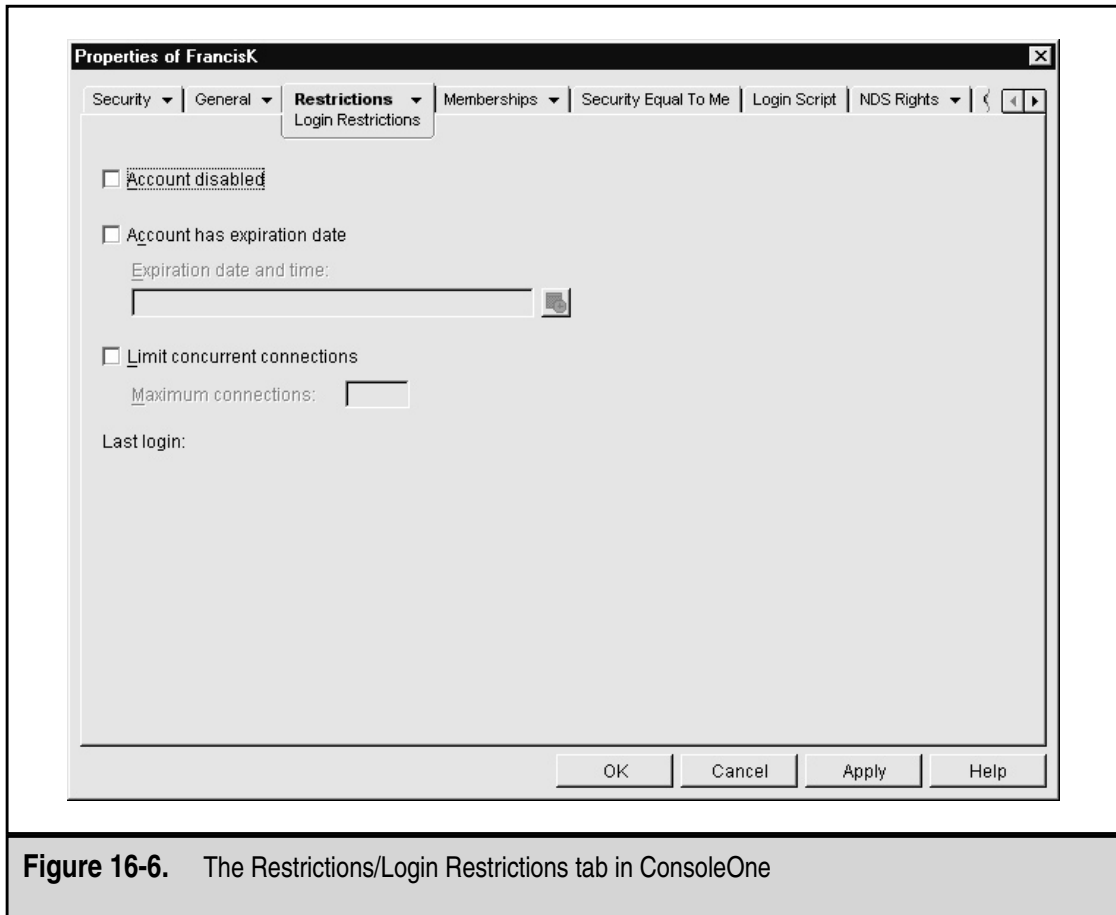 Properties of FrancisK
Security General Restrictions Memberships Security Equal To Me Login Script NDS Rights
Login Restrictions
Account disabled
Account has expiration date
Expiration date and time:
Limit concurrent connections
Maximum connections:
Last login:
OK Cancel Apply Help
Figure 16-6. The Restrictions/Login Restrictions tab in ConsoleOne